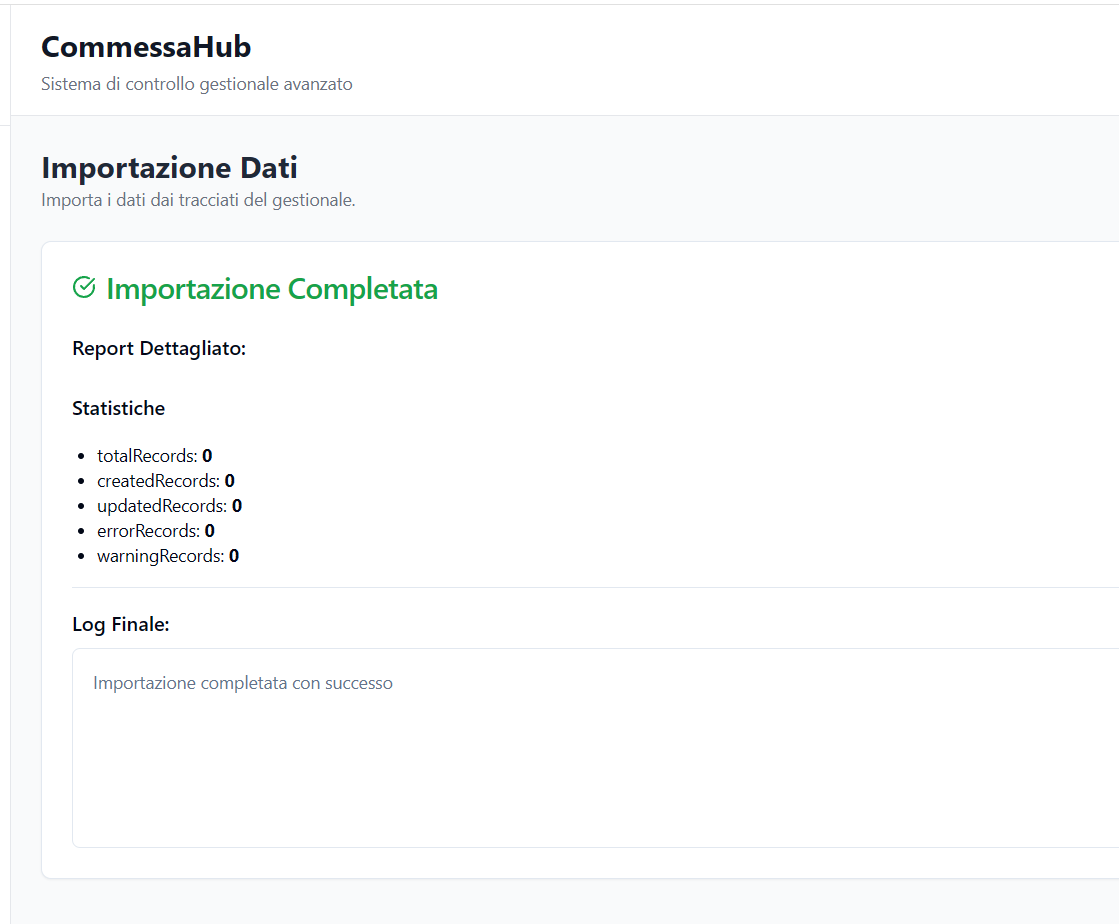 CommessaHub
Sistema di controllo gestionale avanzato
Importazione Dati
Importa i dati dai tracciati del gestionale.
Importazione Completata
Report Dettagliato:
Statistiche
totalRecords: 0
createdRecords: 0
updatedRecords: 0
errorRecords: 0
warningRecords: 0
Log Finale:
Importazione completata con successo